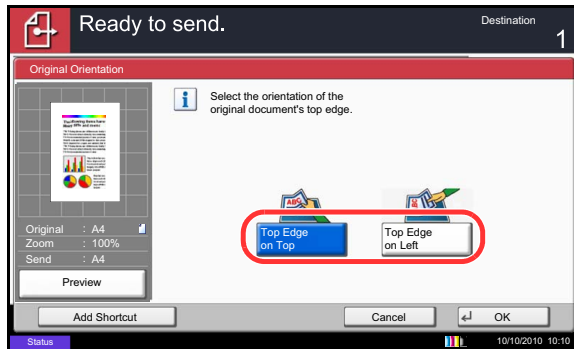 Ready to send.
Destination
1
Original Orientation
Select the orientation of the
original document's top edge.
ABC
Original : A4
Zoom : 100%
Send : A4
Preview
Top Edge
on Top
Top Edge
on Left
Add Shortcut
Cancel
OK
Status
10/10/2010 10:10